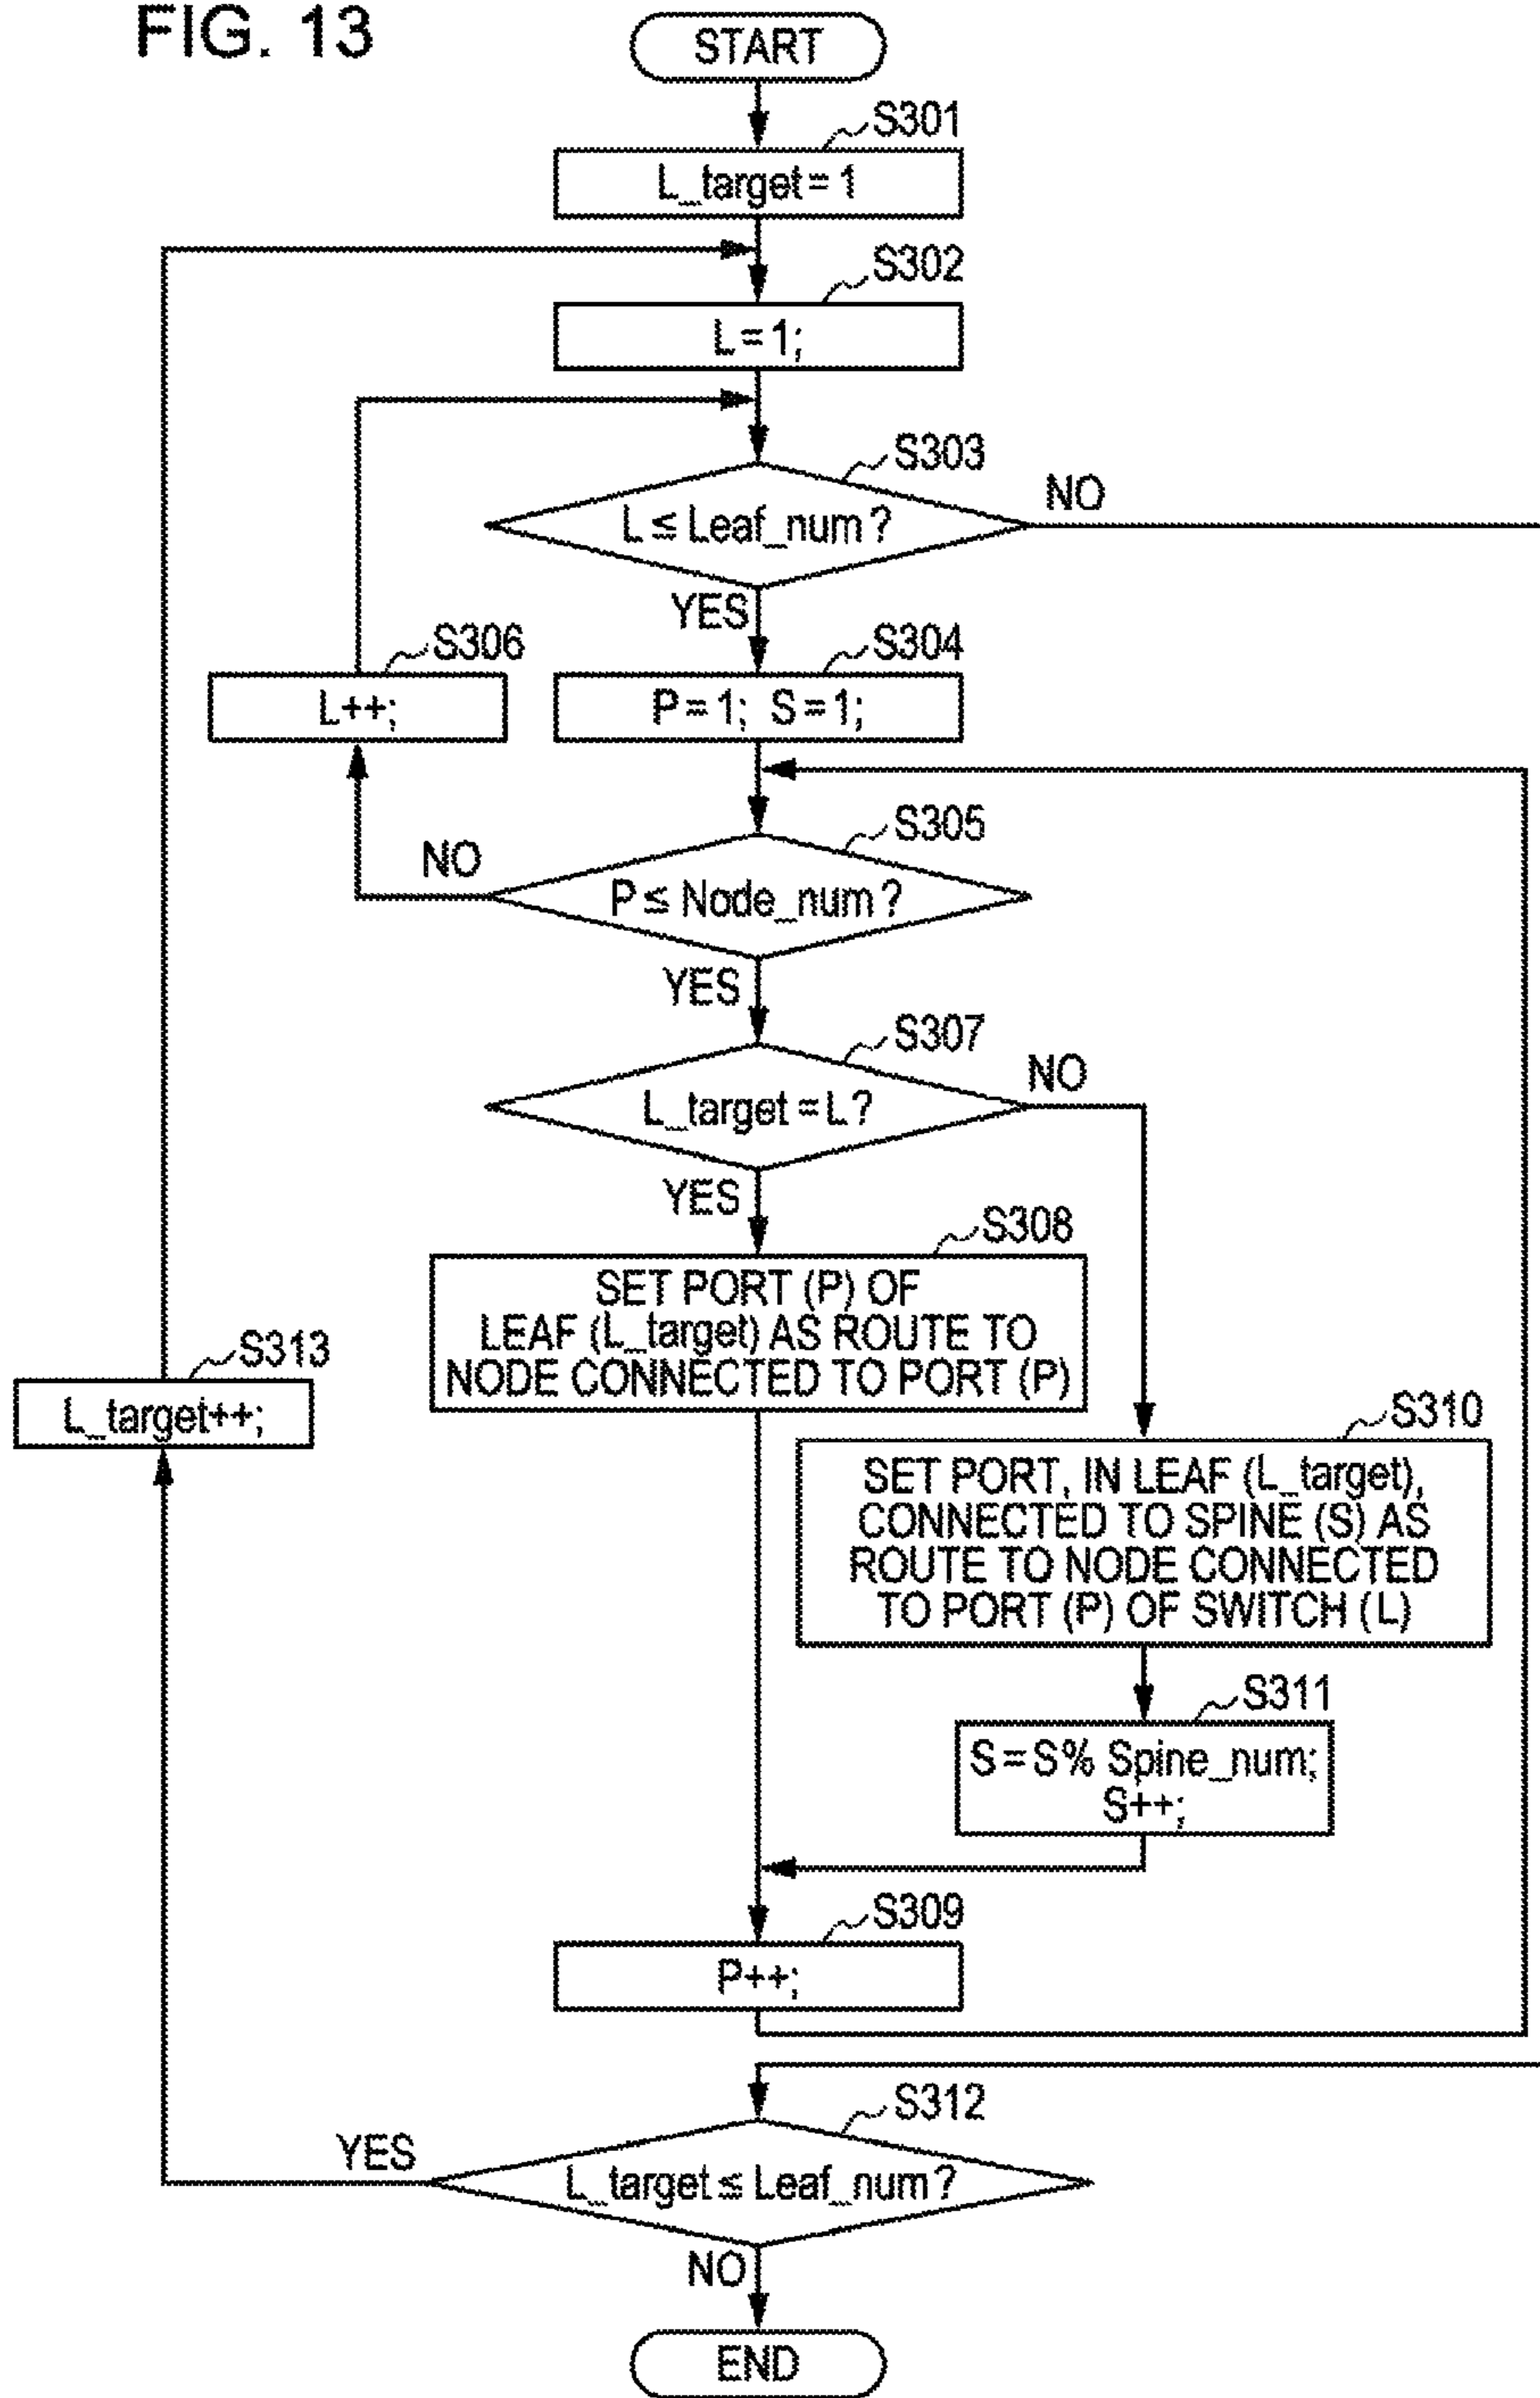 FIG. 13
START
S301
L_target = 1
S302
L = 1;
S303
L ≦ Leaf_num ?
NO
YES
S306
L++;
S304
P = 1; S = 1;
S305
P ≦ Node_num ?
NO
YES
S307
L_target = L?
NO
YES
S308
SET PORT (P) OF
LEAF (L_target) AS ROUTE TO
NODE CONNECTED TO PORT (P)
S313
L_target++;
S310
SET PORT, IN LEAF (L_target),
CONNECTED TO SPINE (S) AS
ROUTE TO NODE CONNECTED
TO PORT (P) OF SWITCH (L)
S311
S = S % Spine_num;
S++;
S309
P++;
S312
L_target ≦ Leaf_num ?
YES
NO
END